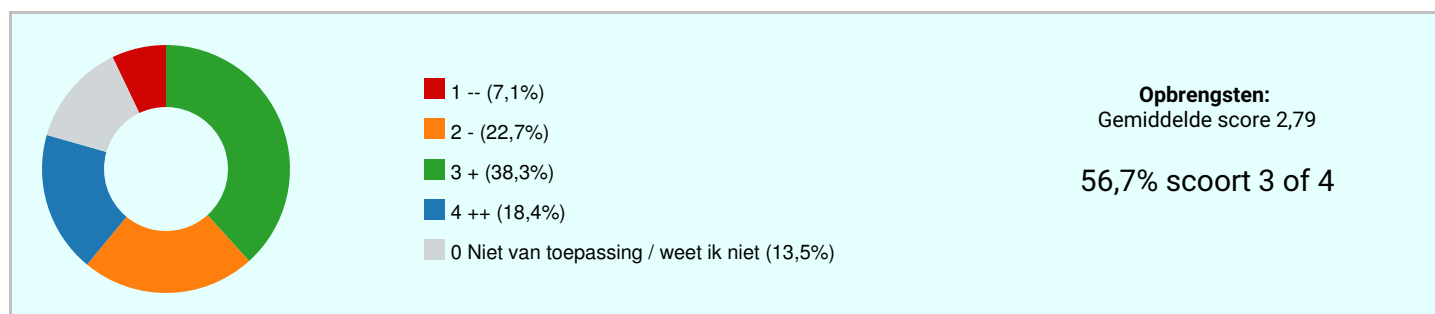 1 -- (7,1%)
2 - (22,7%)
3 + (38,3%)
4 ++ (18,4%)
0 Niet van toepassing / weet ik niet (13,5%)
Opbrengsten:
Gemiddelde score 2,79
56,7% scoort 3 of 4